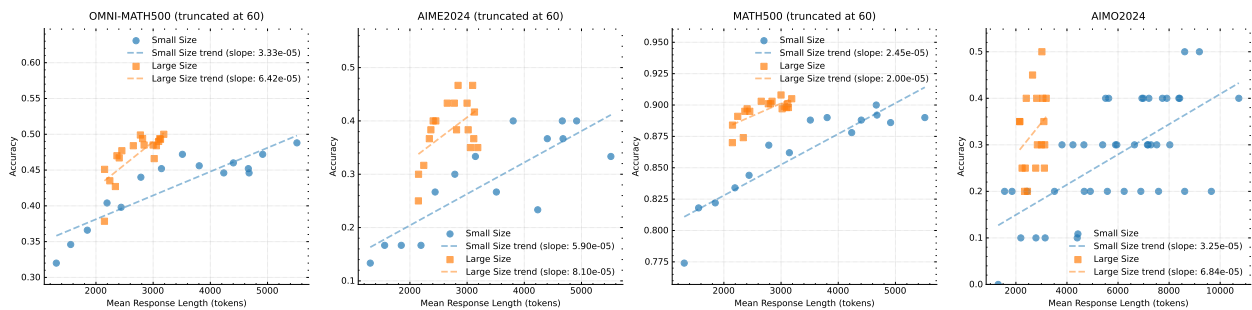 OMNI-MATH500 (truncated at 60)
Accuracy
0.60
0.55
0.50
0.45
0.40
0.35
0.30
Small Size
Small Size trend (slope: 3.33e-05)
Large Size
Large Size trend (slope: 6.42e-05)
2000
3000
4000
5000
Mean Response Length (tokens)
AIME2024 (truncated at 60)
Accuracy
0.5
0.4
0.3
0.2
0.1
Small Size
Small Size trend (slope: 5.90e-05)
Large Size
Large Size trend (slope: 8.10e-05)
2000
3000
4000
5000
Mean Response Length (tokens)
MATH500 (truncated at 60)
Accuracy
0.950
0.925
0.900
0.875
0.850
0.825
0.800
0.775
Small Size
Small Size trend (slope: 2.45e-05)
Large Size
Large Size trend (slope: 2.00e-05)
2000
3000
4000
5000
Mean Response Length (tokens)
AIMO2024
Accuracy
0.5
0.4
0.3
0.2
0.1
0.0
Small Size
Small Size trend (slope: 3.25e-05)
Large Size
Large Size trend (slope: 6.84e-05)
2000
4000
6000
8000
10000
Mean Response Length (tokens)